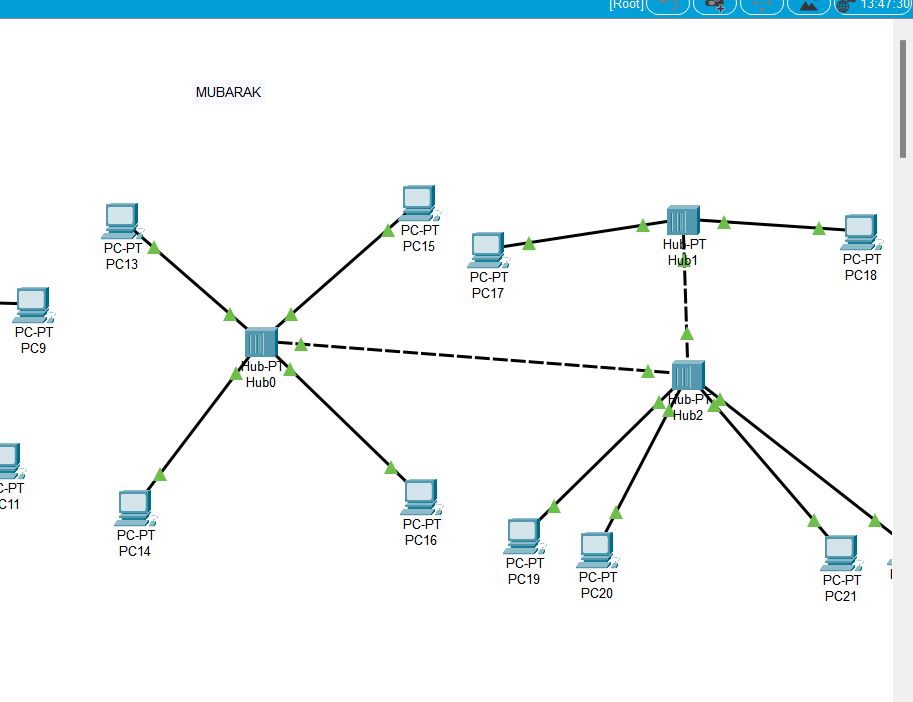 [Root]
13:47:30
MUBARAK
PC-PT
PC13
PC-PT
PC15
PC-PT
PC17
Hub-PT
Hub1
PC-PT
PC18
PC-PT
PC9
Hub-PT
Hub0
Hub-PT
Hub2
C-PT
C11
PC-PT
PC14
PC-PT
PC16
PC-PT
PC19
PC-PT
PC20
PC-PT
PC21